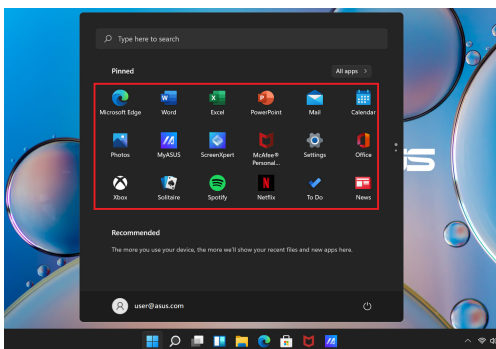 Type here to search
Pinned
All apps >
Microsoft Edge Word Excel PowerPoint Mail Calendar
Photos MyASUS ScreenXpert McAfee® Settings Office
Personal...
Xbox Solitaire Spotify Netflix To Do News
Recommended
The more you use your device, the more we'll show your recent files and new apps here.
user@asus.com